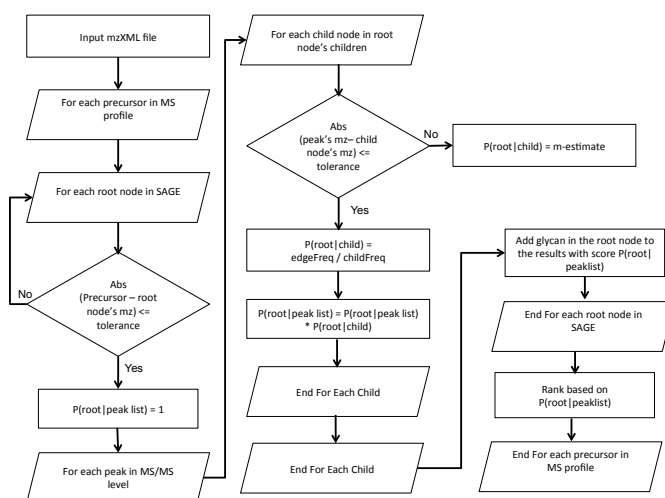 Input mzXML file
For each precursor in MS
profile
For each root node in SAGE
No
Abs
(Precursor – root
node's mz) <=
tolerance
Yes
P(root|peak list) = 1
For each peak in MS/MS
level
For each child node in root
node's children
Abs
(peak's mz– child
node's mz) <=
tolerance
No
P(root|child) = m-estimate
Yes
P(root|child) =
edgeFreq / childFreq
P(root|peak list) = P(root|peak list)
* P(root|child)
End For Each Child
End For Each Child
Add glycan in the root node to
the results with score P(root|
peaklist)
End For each root node in
SAGE
Rank based on
P(root|peaklist)
End For each precursor in
MS profile